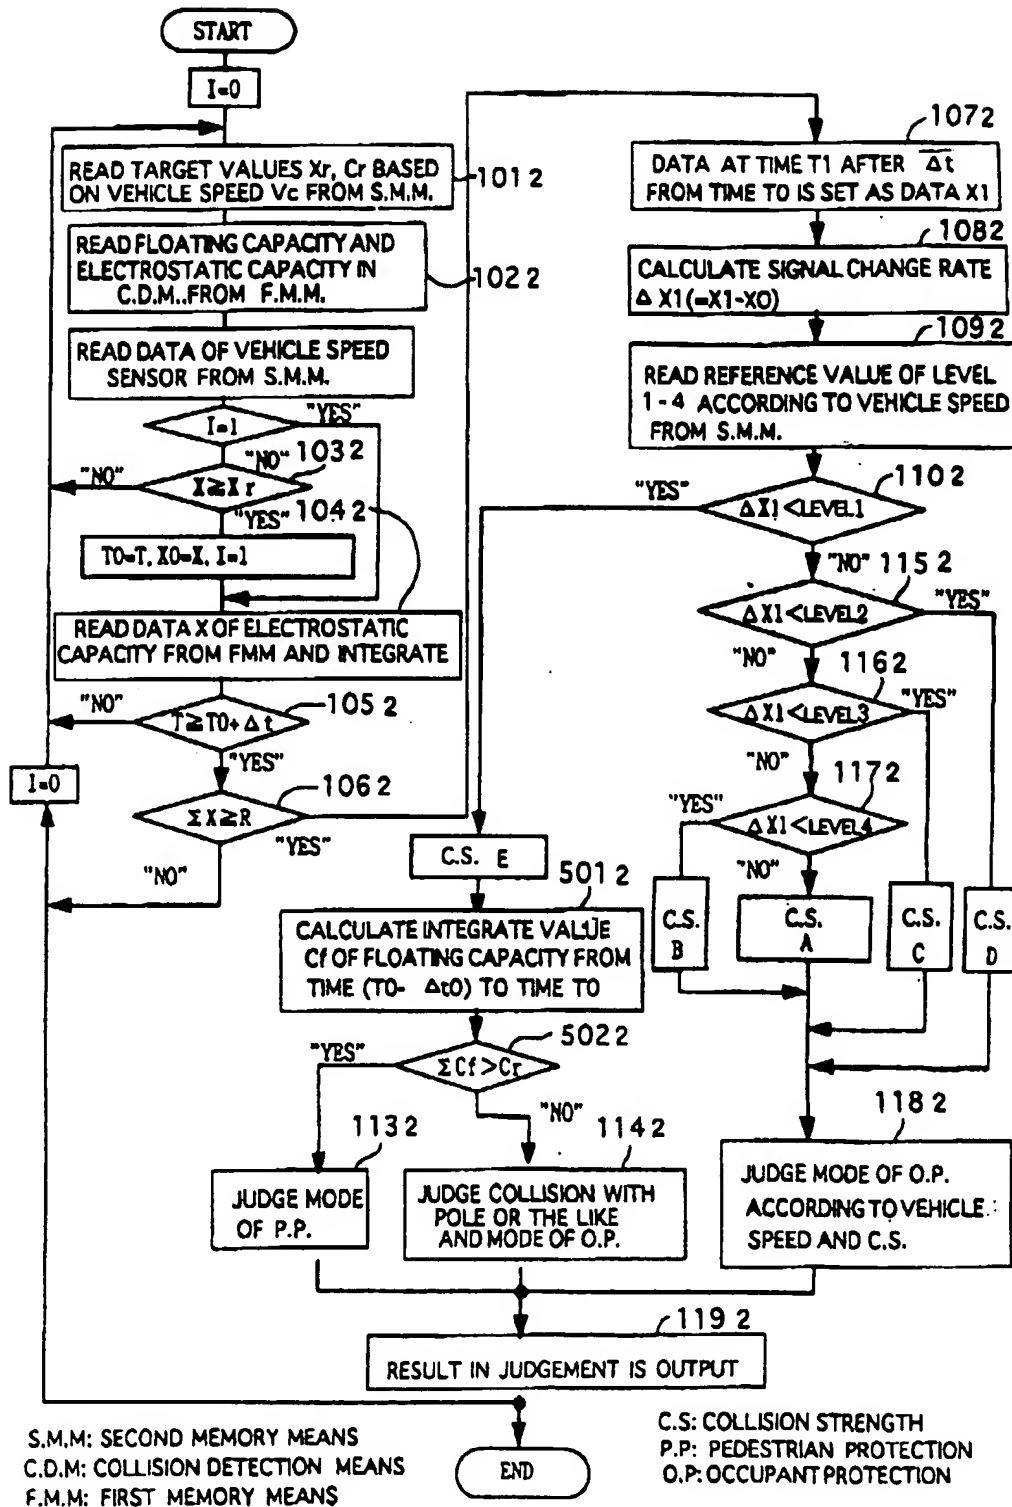 START
I=0
READ TARGET VALUES Xr, Cr BASED
ON VEHICLE SPEED Vc FROM S.M.M.
1012
READ FLOATING CAPACITY AND
ELECTROSTATIC CAPACITY IN
C.D.M..FROM F.M.M.
1022
READ DATA OF VEHICLE SPEED
SENSOR FROM S.M.M.
I=1
"YES"
"NO"
1032
X≧Xr
"NO"
"YES"
1042
T0=T, X0=X, I=1
READ DATA X OF ELECTROSTATIC
CAPACITY FROM FMM AND INTEGRATE
"NO"
1052
T≧T0+Δt
"YES"
I=0
1062
ΣX≧R
"YES"
"NO"
1072
DATA AT TIME T1 AFTER Δt
FROM TIME T0 IS SET AS DATA X1
1082
CALCULATE SIGNAL CHANGE RATE
ΔX1(=X1-X0)
1092
READ REFERENCE VALUE OF LEVEL
1-4 ACCORDING TO VEHICLE SPEED
FROM S.M.M.
1102
"YES"
ΔX1<LEVEL1
"NO"
1152
ΔX1<LEVEL2
"YES"
"NO"
1162
ΔX1<LEVEL3
"YES"
"NO"
1172
"YES"
ΔX1<LEVEL4
"NO"
C.S. E
C.S.
B
C.S.
A
C.S.
C
C.S.
D
5012
CALCULATE INTEGRATE VALUE
Cf OF FLOATING CAPACITY FROM
TIME (T0- Δt0) TO TIME T0
5022
"YES"
ΣCf>Cr
"NO"
1132
JUDGE MODE
OF P.P.
1142
JUDGE COLLISION WITH
POLE OR THE LIKE
AND MODE OF O.P.
1182
JUDGE MODE OF O.P.
ACCORDING TO VEHICLE
SPEED AND C.S.
1192
RESULT IN JUDGEMENT IS OUTPUT
END
S.M.M: SECOND MEMORY MEANS
C.D.M: COLLISION DETECTION MEANS
F.M.M: FIRST MEMORY MEANS
C.S: COLLISION STRENGTH
P.P: PEDESTRIAN PROTECTION
O.P: OCCUPANT PROTECTION